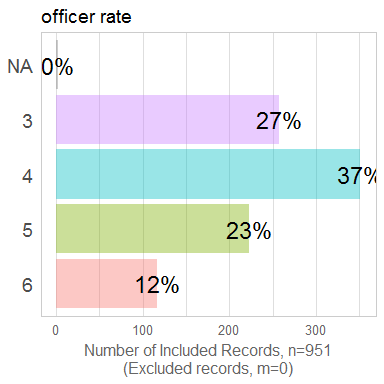 officer rate
NA 0%
3 27%
4 37%
5 23%
6 12%
0 100 200 300
Number of Included Records, n=951
(Excluded records, m=0)